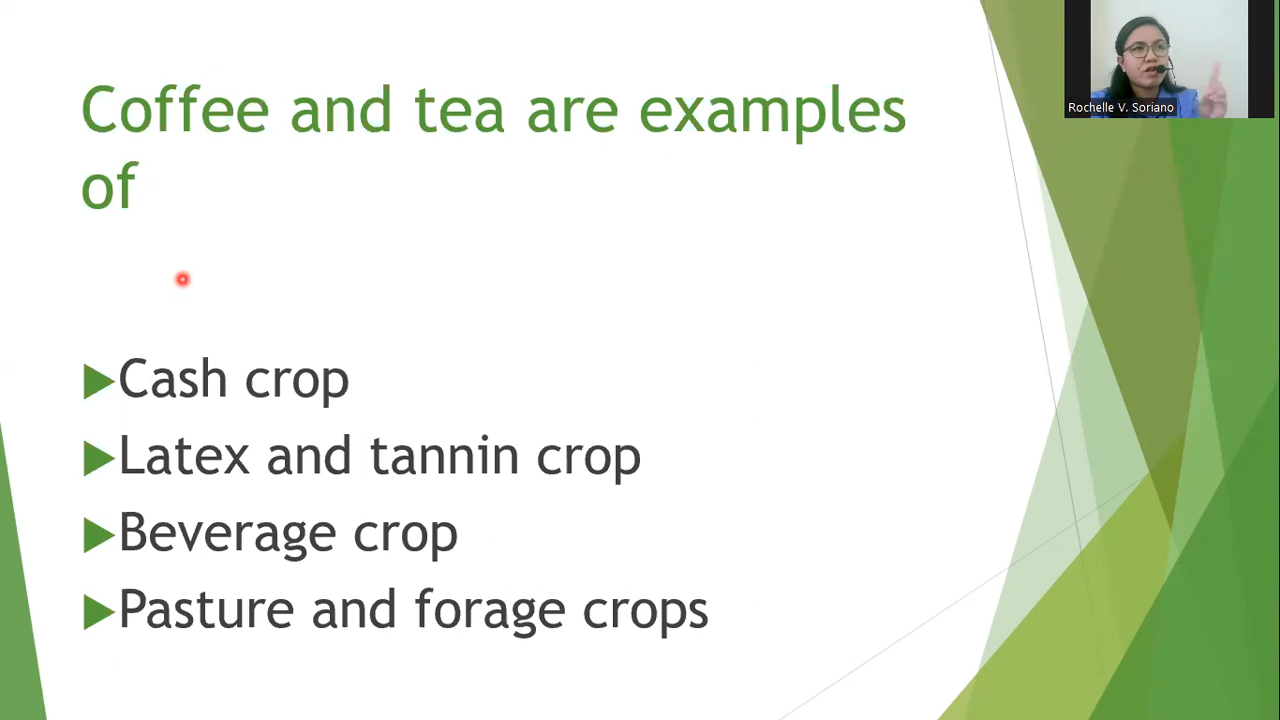 Coffee and tea are examples
of
Cash crop
Latex and tannin crop
Beverage crop
Pasture and forage crops
Rochelle V. Soriano